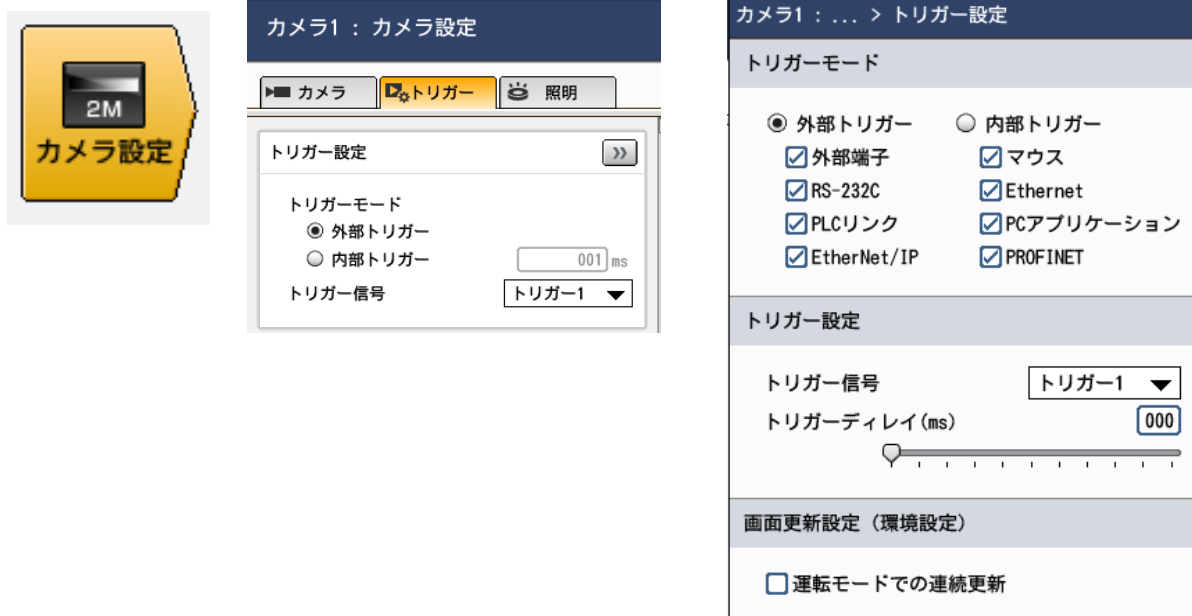 2M
カメラ設定
カメラ1 : カメラ設定
カメラ
トリガー
照明
トリガー設定
トリガーモード
外部トリガー
内部トリガー
001 ms
トリガー信号
トリガー1
カメラ1 : ... > トリガー設定
トリガーモード
外部トリガー 内部トリガー
外部端子 マウス
RS-232C Ethernet
PLCリンク PCアプリケーション
EtherNet/IP PROFINET
トリガー設定
トリガー信号 トリガー1
トリガーディレイ(ms) 000
画面更新設定 (環境設定)
運転モードでの連続更新